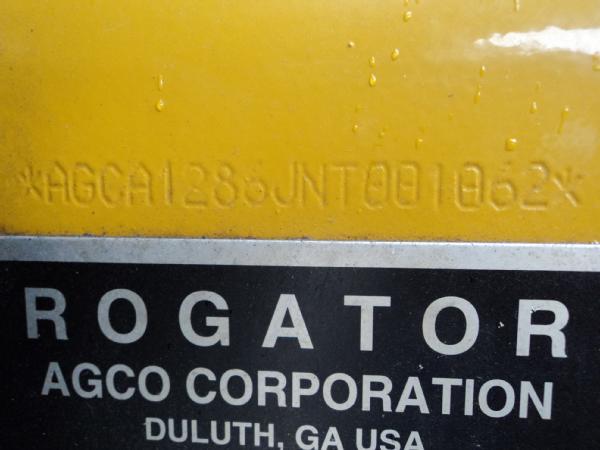 *AGCA1286JNT001062*
ROGATOR
AGCO CORPORATION
DULUTH, GA USA